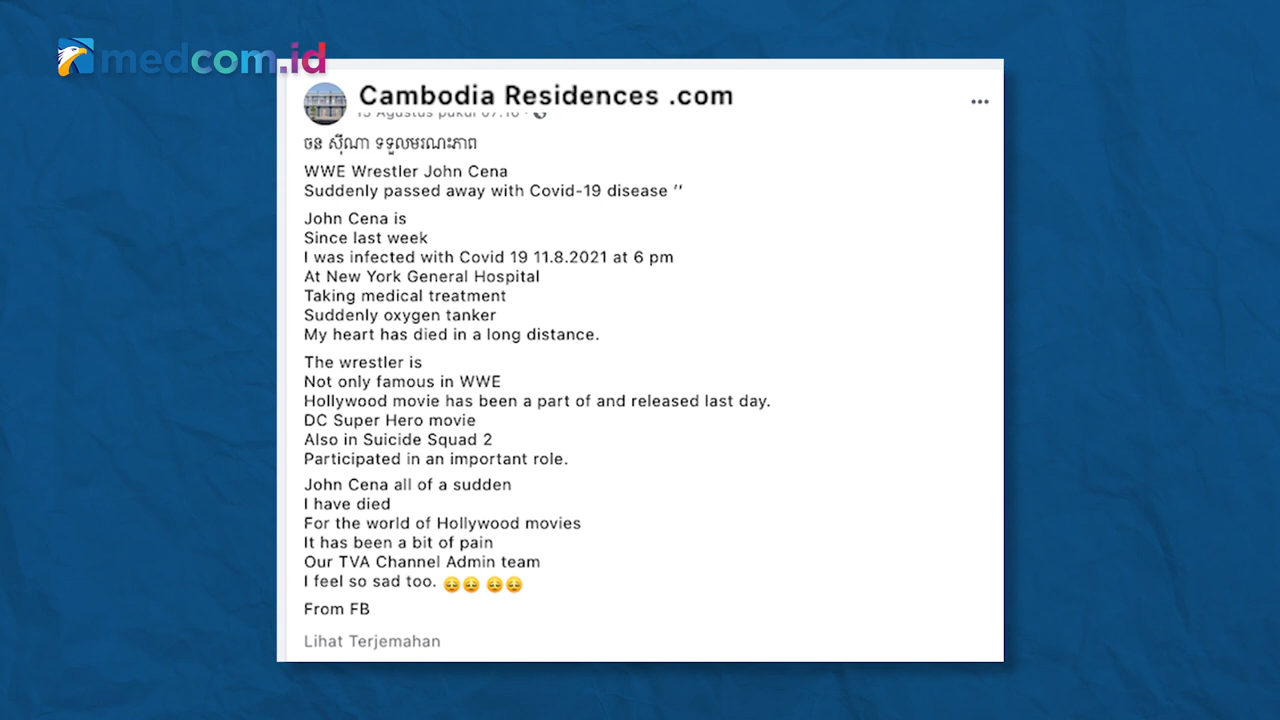 medcom.id
Cambodia Residences .com
Agustus pukul
ចន ស៊ីណា ទទួលមរណះភាព
WWE Wrestler John Cena
Suddenly passed away with Covid-19 disease ’’
John Cena is
Since last week
I was infected with Covid 19 11.8.2021 at 6 pm
At New York General Hospital
Taking medical treatment
Suddenly oxygen tanker
My heart has died in a long distance.
The wrestler is
Not only famous in WWE
Hollywood movie has been a part of and released last day.
DC Super Hero movie
Also in Suicide Squad 2
Participated in an important role.
John Cena all of a sudden
I have died
For the world of Hollywood movies
It has been a bit of pain
Our TVA Channel Admin team
I feel so sad too. 😔😔 😔😔
From FB
Lihat Terjemahan